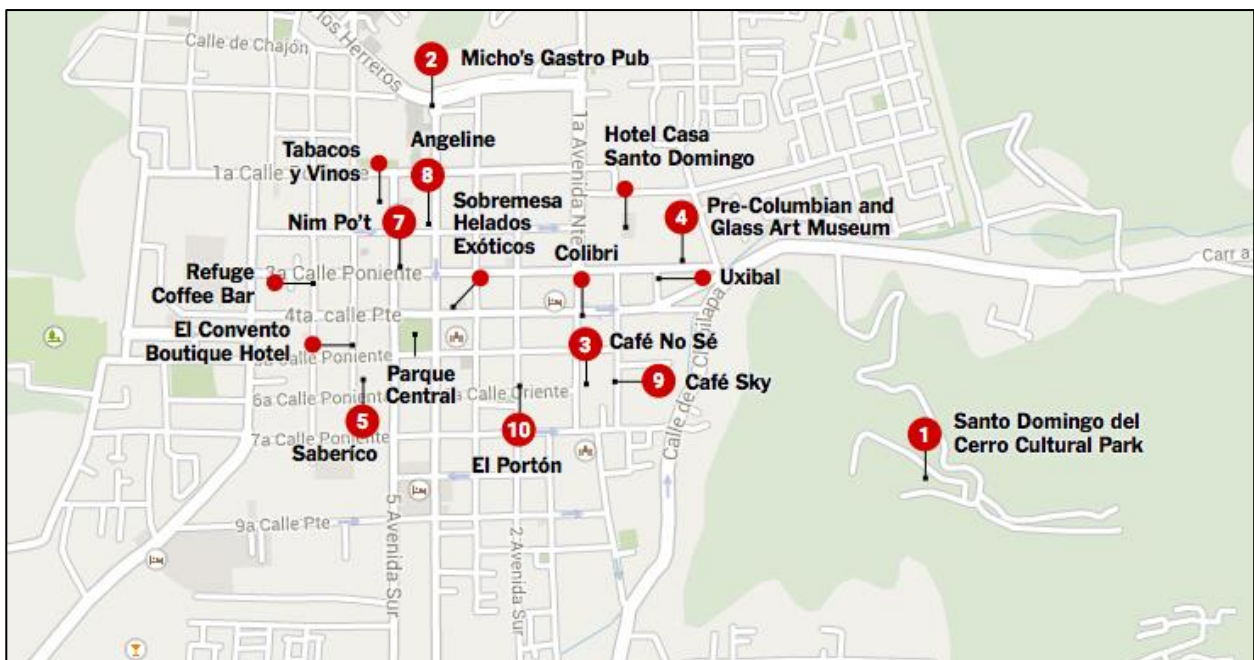 Calle de Chajón
los Herreros
2
Micho's Gastro Pub
1a Avenida Nte
Hotel Casa
Santo Domingo
Tabacos
y Vinos
Angeline
8
1a Calle
Nim Po't
7
Sobremesa
Helados
Exóticos
4
Pre-Columbian and
Glass Art Museum
Colibri
Carr a
Refuge
Coffee Bar
3a Calle Poniente
Uxibal
4ta. calle Pte
El Convento
Boutique Hotel
Calle Poniente
3
Café No Sé
Parque
Central
9
Café Sky
6a Calle Poniente
Calle Oriente
Calle de
5
Saberico
7a Calle Poniente
10
El Portón
1
Santo Domingo del
Cerro Cultural Park
9a Calle Pte
5 Avenida Sur
2 Avenida Sur